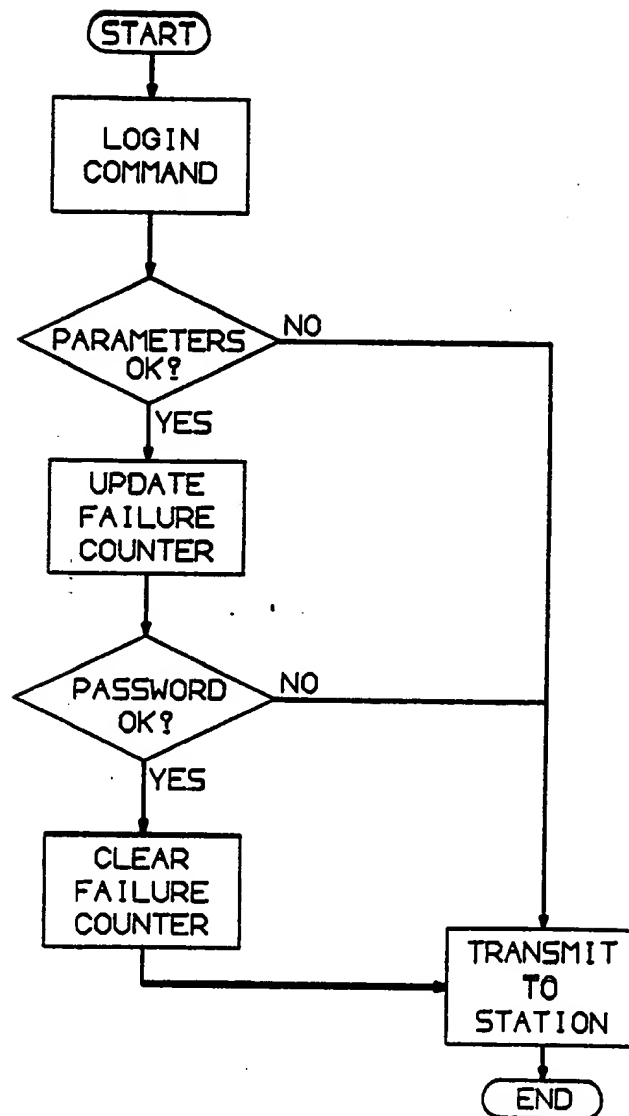 START
LOGIN
COMMAND
PARAMETERS
OK?
NO
YES
UPDATE
FAILURE
COUNTER
PASSWORD
OK?
NO
YES
CLEAR
FAILURE
COUNTER
TRANSMIT
TO
STATION
END